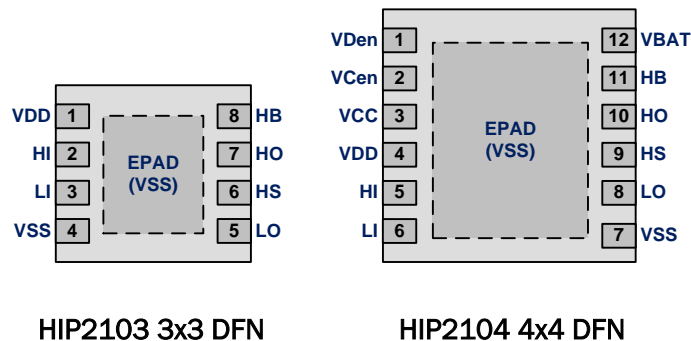 VDen 1 12 VBAT
VCen 2 11 HB
VCC 3 10 HO
VDD 4 9 HS
HI 5 8 LO
LI 6 7 VSS
EPAD
(VSS)
VDD 1 8 HB
HI 2 7 HO
LI 3 6 HS
VSS 4 5 LO
EPAD
(VSS)
HIP2103 3x3 DFN
HIP2104 4x4 DFN